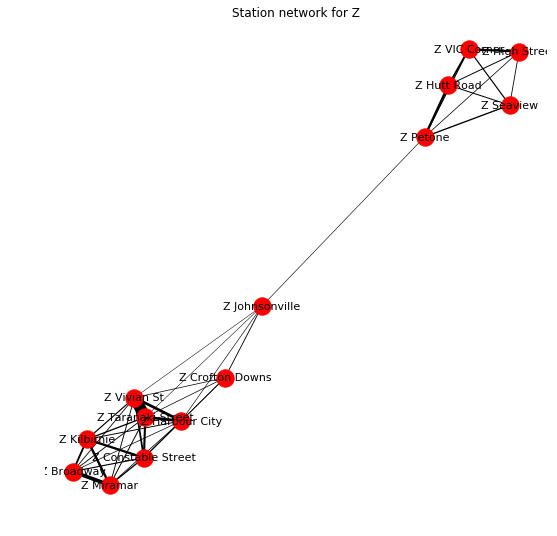 Station network for Z
Z VIC Corner
Z High Street
Z Hutt Road
Z Seaview
Z Petone
Z Johnsonville
Z Crofton Downs
Z Vivian St
Z Taranaki Street
Harbour City
Z Kilbirnie
Z Constable Street
Z Broadway
Z Miramar